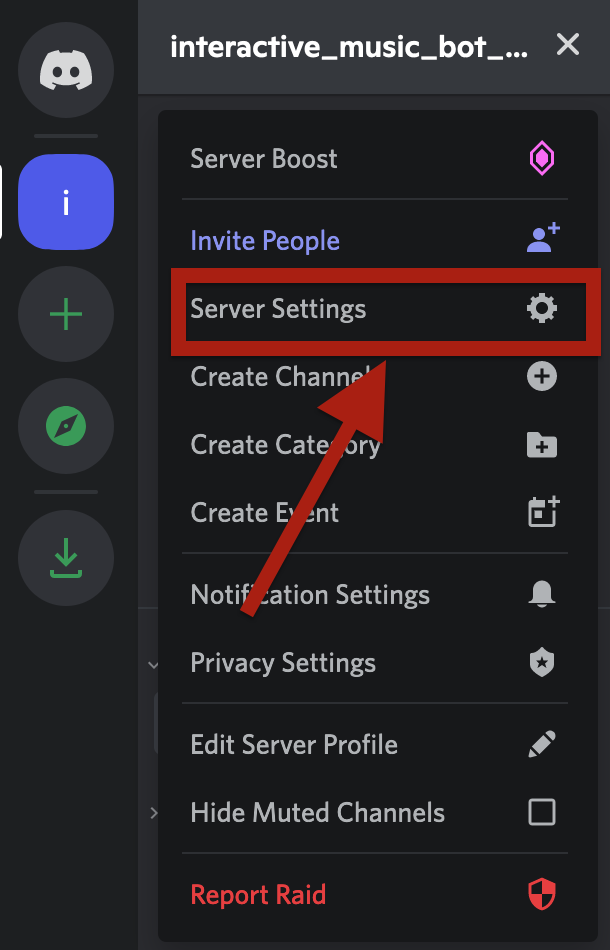 interactive_music_bot_...
i
Server Boost
Invite People
Server Settings
Create Channel
Create Category
Create Event
Notification Settings
Privacy Settings
Edit Server Profile
Hide Muted Channels
Report Raid